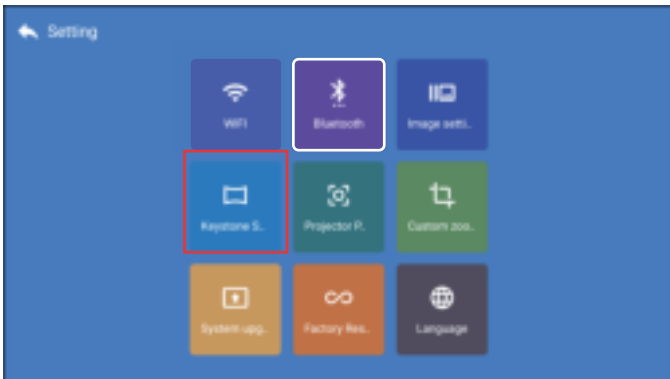 Setting
WiFi
Bluetooth
Image setti..
Keystone S..
Projector P..
Custom zoo..
System upg..
Factory Res..
Language